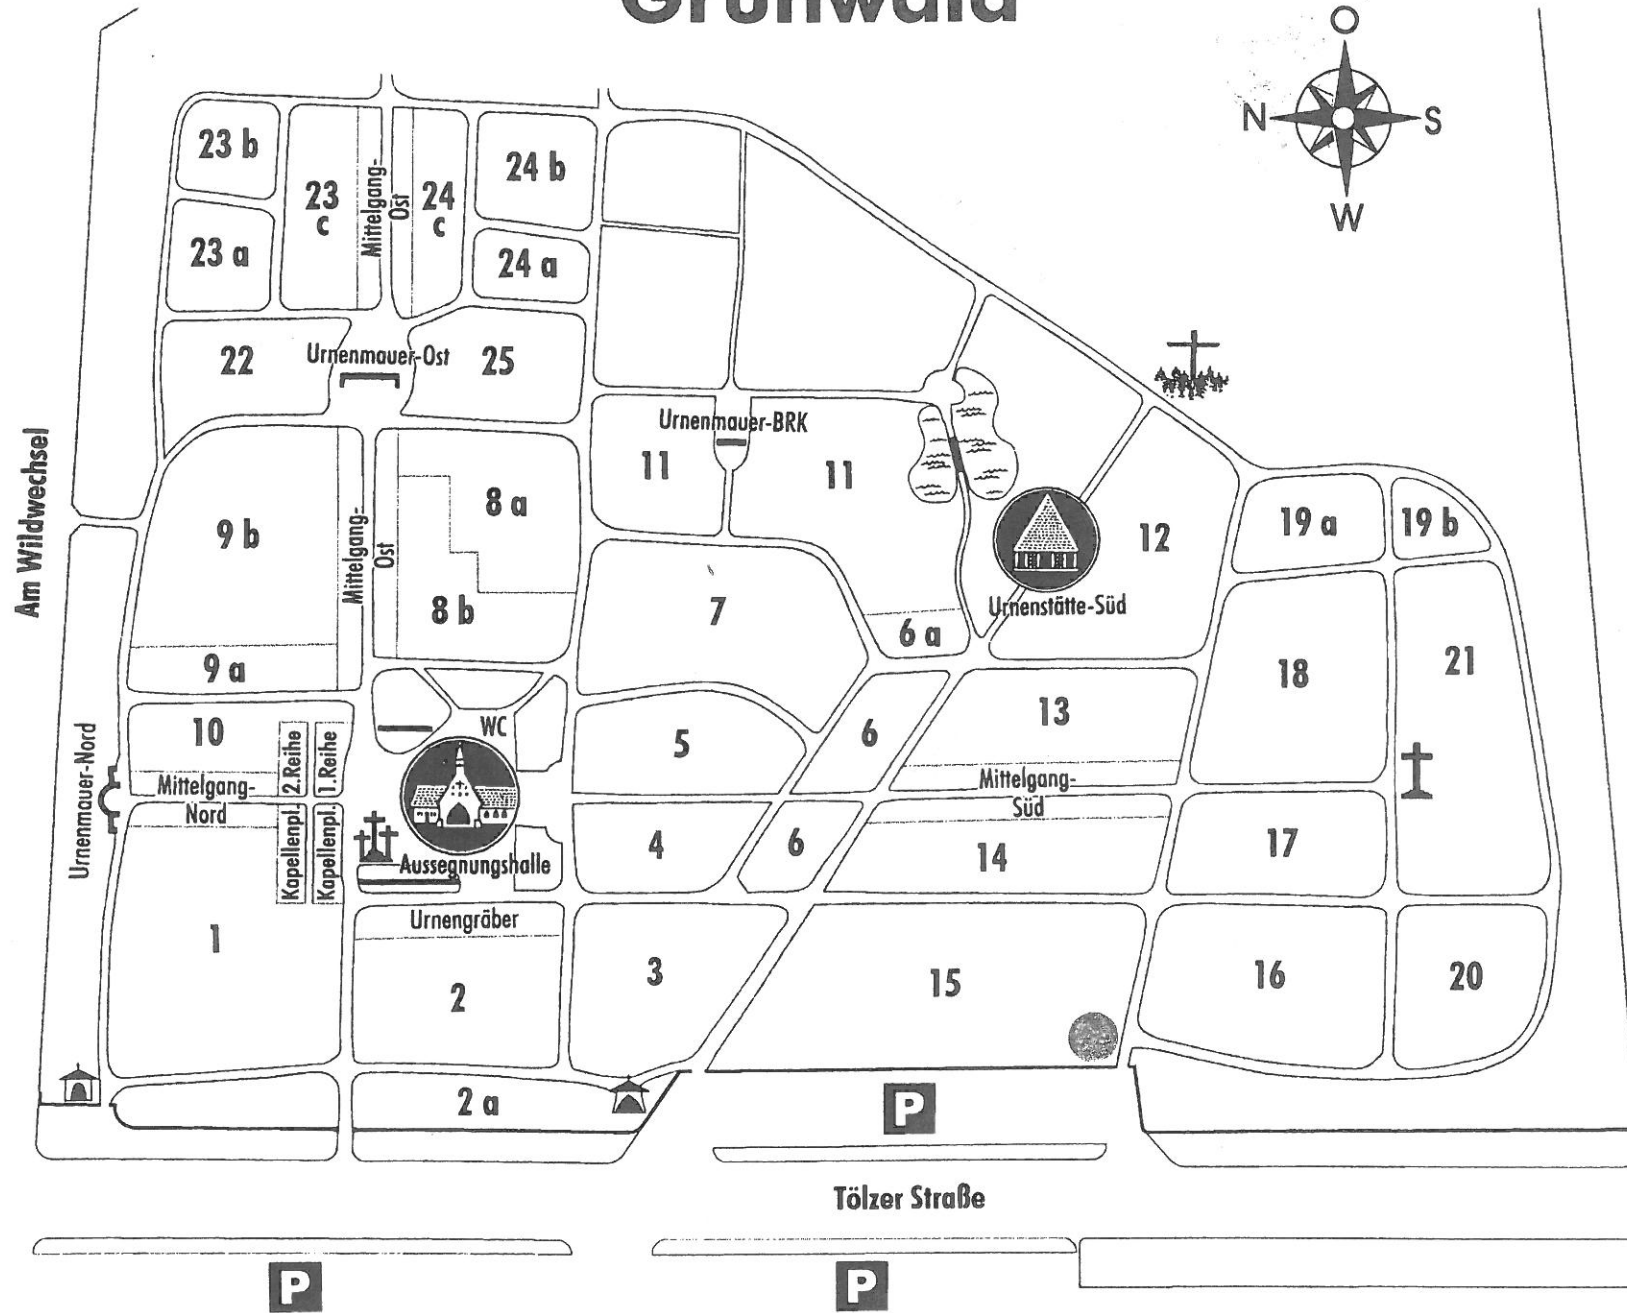 Grünwald
O
N
S
W
23 b
23 a
23
c
Mittelgang-
Ost
24
c
24 b
24 a
22
Urnenmauer-Ost
25
Urnenmauer-BRK
11
11
Am Wildwechsel
9 b
Mittelgang-
Ost
8 a
8 b
9 a
7
6 a
12
Urnenstätte-Süd
19 a
19 b
18
21
10
Urnenmauer-Nord
Mittelgang-
Nord
Kapellenpl. 2.Reihe
Kapellenpl. 1.Reihe
WC
Aussegnungshalle
5
6
13
Mittelgang-
Süd
4
6
14
17
1
Urnengräber
2
3
15
16
20
2 a
P
Tölzer Straße
P
P